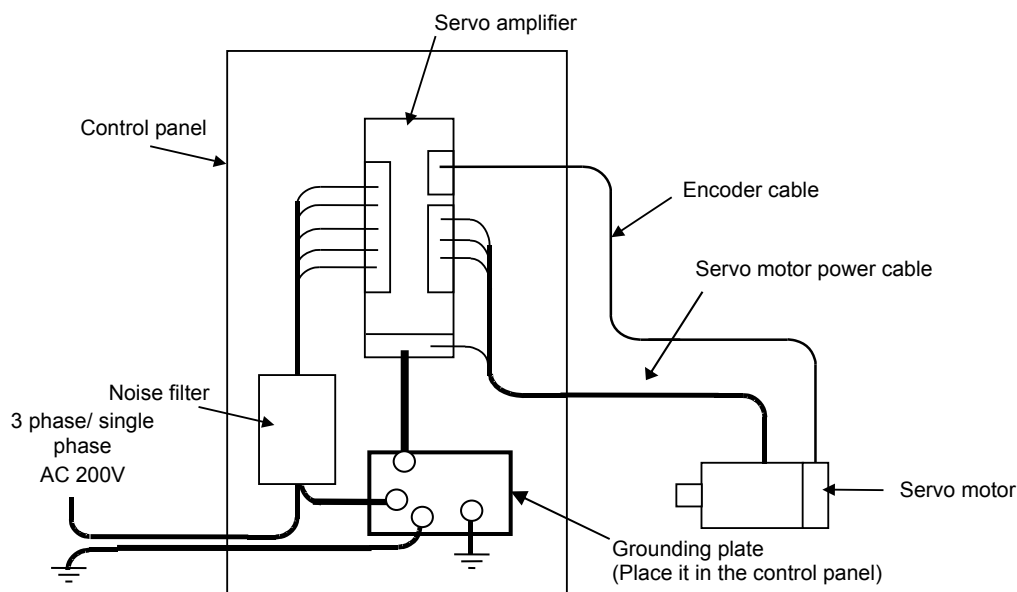 Servo amplifier
Control panel
Encoder cable
Servo motor power cable
Noise filter
3 phase/ single
phase
AC 200V
Servo motor
Grounding plate
(Place it in the control panel)